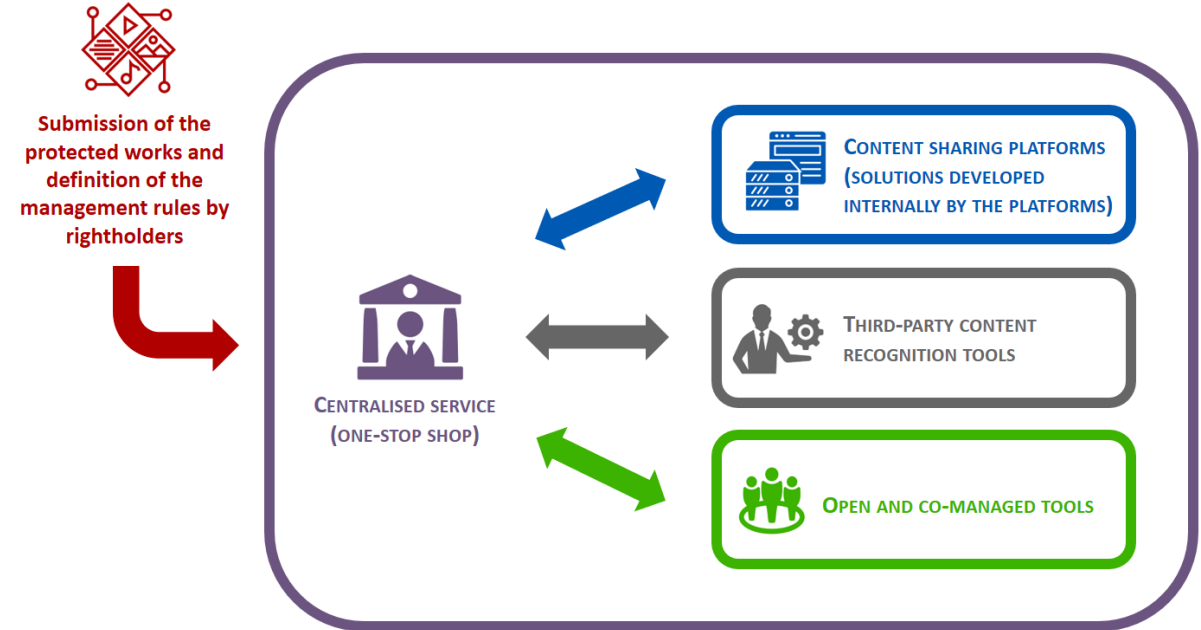 Submission of the
protected works and
definition of the
management rules by
rightholders
CENTRALISED SERVICE
(ONE-STOP SHOP)
CONTENT SHARING PLATFORMS
(SOLUTIONS DEVELOPED
INTERNALLY BY THE PLATFORMS)
THIRD-PARTY CONTENT
RECOGNITION TOOLS
OPEN AND CO-MANAGED TOOLS